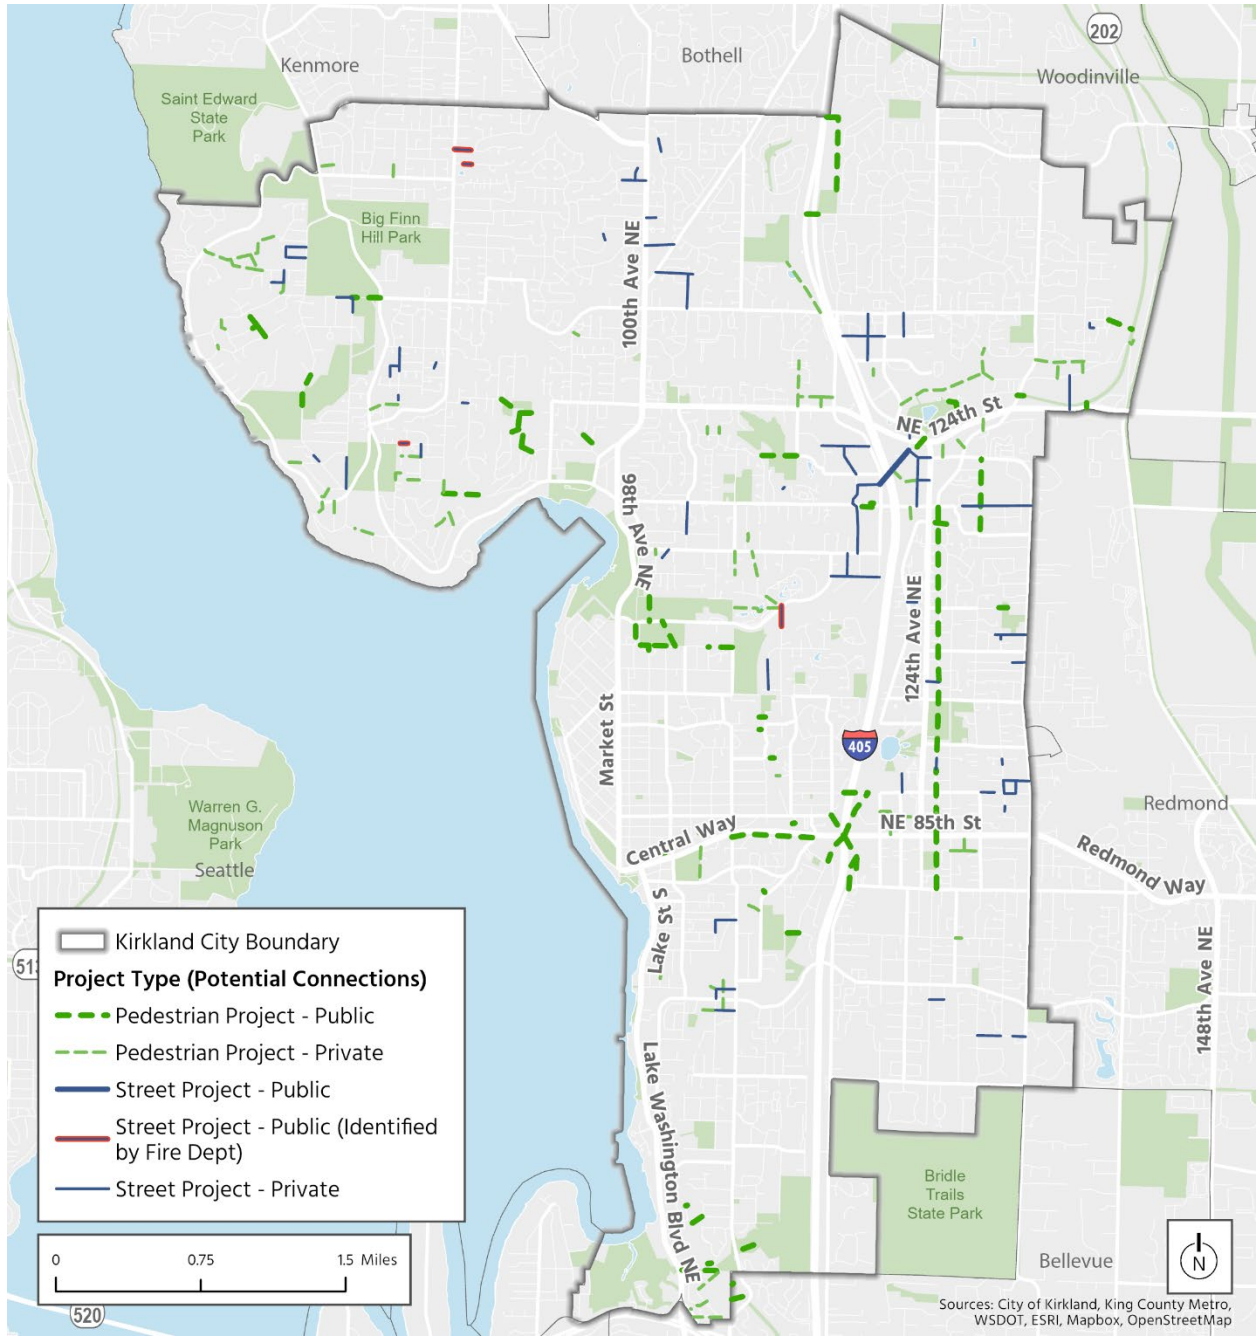 202
Kenmore
Bothell
Woodinville
Saint Edward
State
Park
Big Finn
Hill Park
100th Ave NE
NE 124th St
98th Ave NE
124th Ave NE
Market St
405
Warren G.
Magnuson
Park
Seattle
Central Way
NE 85th St
Redmond
Redmond Way
Lake St S
148th Ave NE
513
Kirkland City Boundary
Project Type (Potential Connections)
Pedestrian Project - Public
Pedestrian Project - Private
Street Project - Public
Street Project - Public (Identified
by Fire Dept)
Street Project - Private
Lake Washington Blvd NE
Bridle
Trails
State Park
0 0.75 1.5 Miles
Bellevue
N
520
Sources: City of Kirkland, King County Metro,
WSDOT, ESRI, Mapbox, OpenStreetMap